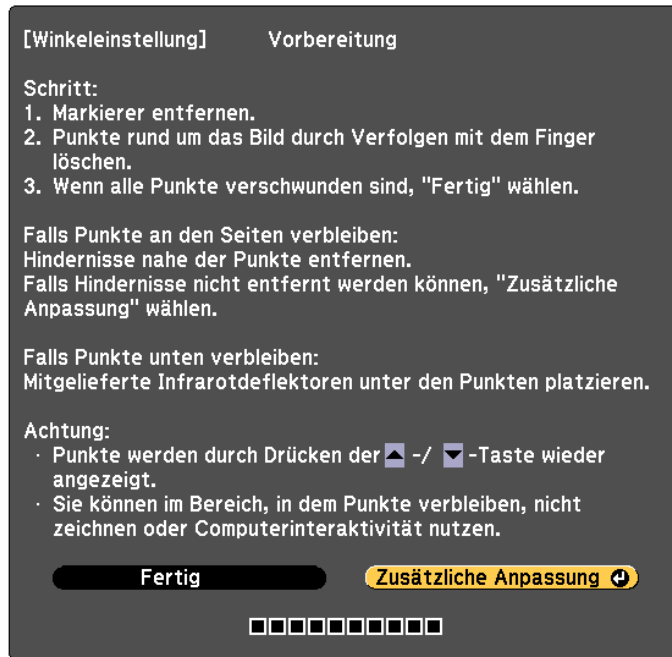 [Winkeleinstellung] Vorbereitung
Schritt:
1. Markierer entfernen.
2. Punkte rund um das Bild durch Verfolgen mit dem Finger
löschen.
3. Wenn alle Punkte verschwunden sind, "Fertig" wählen.
Falls Punkte an den Seiten verbleiben:
Hindernisse nahe der Punkte entfernen.
Falls Hindernisse nicht entfernt werden können, "Zusätzliche
Anpassung" wählen.
Falls Punkte unten verbleiben:
Mitgelieferte Infrarotdeflektoren unter den Punkten platzieren.
Achtung:
· Punkte werden durch Drücken der ▲ -/ ▼ -Taste wieder
angezeigt.
· Sie können im Bereich, in dem Punkte verbleiben, nicht
zeichnen oder Computerinteraktivität nutzen.
Fertig Zusätzliche Anpassung